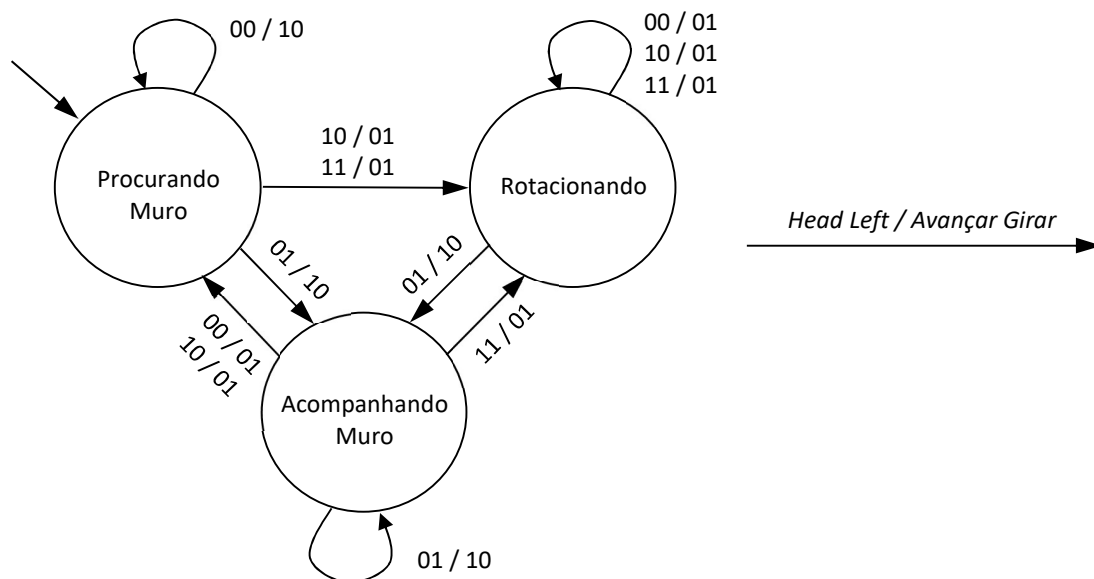 00 / 10
00 / 01
10 / 01
11 / 01
10 / 01
11 / 01
Procurando
Muro
Rotacionando
Head Left / Avançar Girar
01 / 10
01 / 10
00 / 01
10 / 01
11 / 01
Acompanhando
Muro
01 / 10